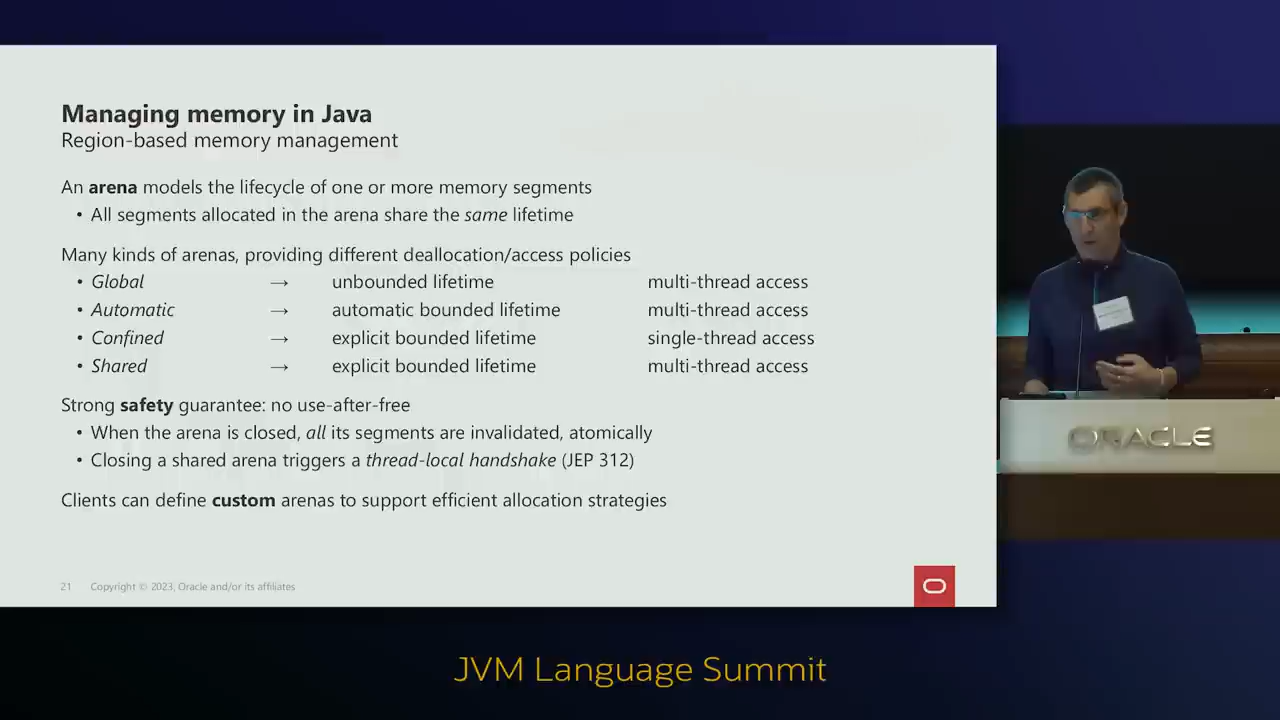 Managing memory in Java
Region-based memory management
An arena models the lifecycle of one or more memory segments
• All segments allocated in the arena share the same lifetime
Many kinds of arenas, providing different deallocation/access policies
• Global → unbounded lifetime multi-thread access
• Automatic → automatic bounded lifetime multi-thread access
• Confined → explicit bounded lifetime single-thread access
• Shared → explicit bounded lifetime multi-thread access
Strong safety guarantee: no use-after-free
• When the arena is closed, all its segments are invalidated, atomically
• Closing a shared arena triggers a thread-local handshake (JEP 312)
Clients can define custom arenas to support efficient allocation strategies
21 Copyright © 2023, Oracle and/or its affiliates
ORACLE
JVM Language Summit